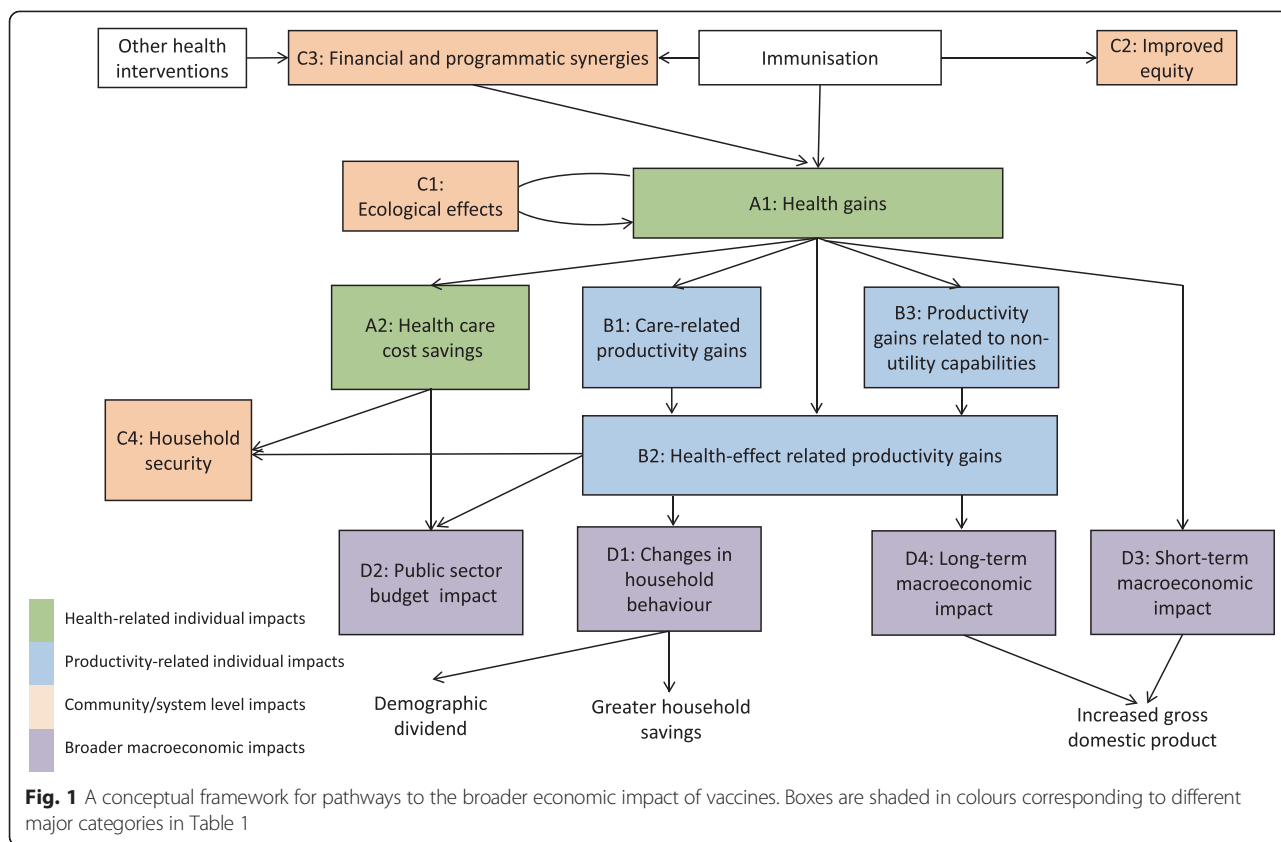 Other health
interventions
C3: Financial and programmatic synergies
Immunisation
C2: Improved
equity
C1:
Ecological effects
A1: Health gains
A2: Health care
cost savings
B1: Care-related
productivity gains
B3: Productivity
gains related to non-
utility capabilities
C4: Household
security
B2: Health-effect related productivity gains
D2: Public sector
budget impact
D1: Changes in
household
behaviour
D4: Long-term
macroeconomic
impact
D3: Short-term
macroeconomic
impact
Health-related individual impacts
Productivity-related individual impacts
Community/system level impacts
Broader macroeconomic impacts
Demographic
dividend
Greater household
savings
Increased gross
domestic product
Fig. 1 A conceptual framework for pathways to the broader economic impact of vaccines. Boxes are shaded in colours corresponding to different
major categories in Table 1